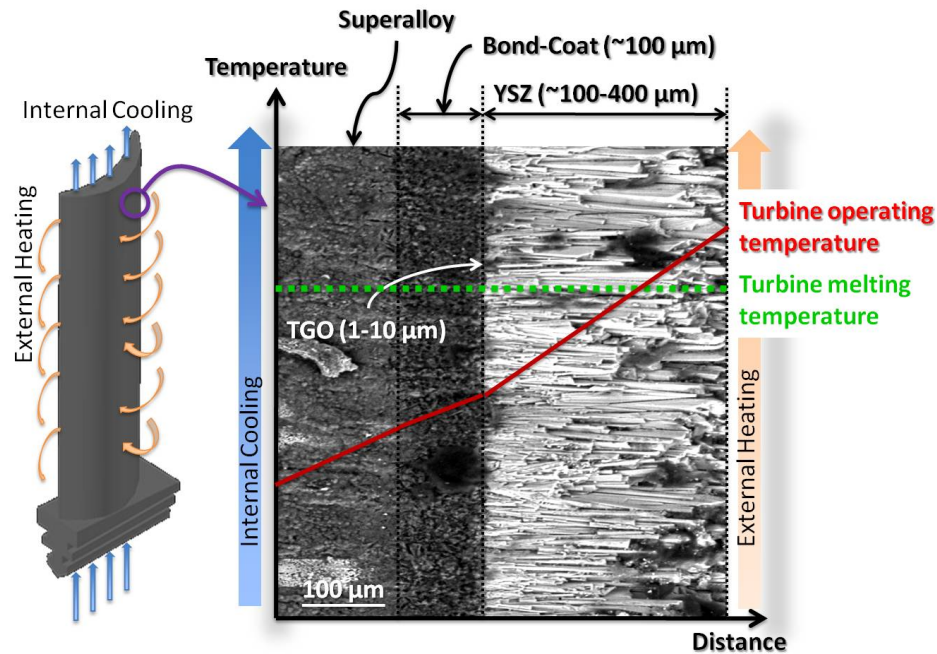 Superalloy
Bond-Coat (~100 µm)
Temperature
YSZ (~100-400 µm)
Internal Cooling
External Heating
Turbine operating
temperature
Turbine melting
temperature
TGO (1-10 µm)
Internal Cooling
External Heating
100 µm
Distance